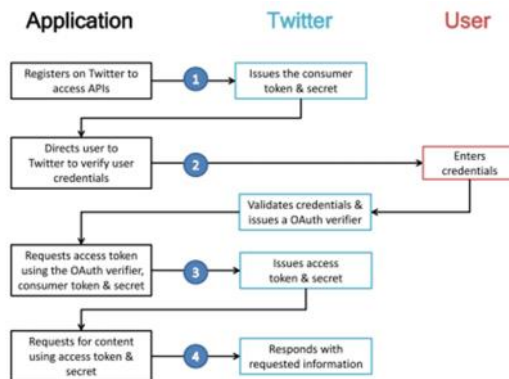 Application Twitter User
Registers on Twitter to
access APIs
1
Issues the consumer
token & secret
Directs user to
Twitter to verify user
credentials
2
Enters
credentials
Validates credentials &
issues a OAuth verifier
Requests access token
using the OAuth verifier,
consumer token & secret
3
Issues access
token & secret
Requests for content
using access token &
secret
4
Responds with
requested information